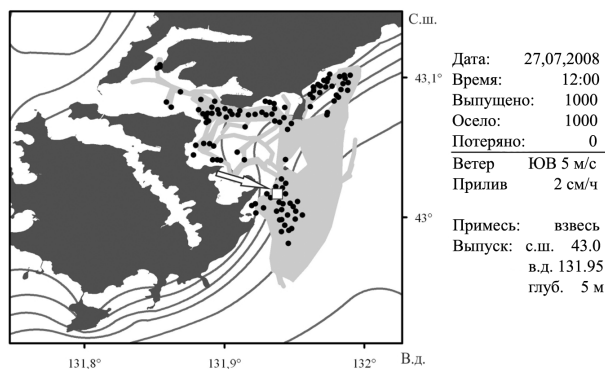 С.ш.
43,1°
43°
131,8°
131,9°
132°
В.д.
Дата: 27,07,2008
Время: 12:00
Выпущено: 1000
Осело: 1000
Потеряно: 0
Ветер ЮВ 5 м/с
Прилив 2 см/ч
Примесь: взвесь
Выпуск: с.ш. 43.0
в.д. 131.95
глуб. 5 м